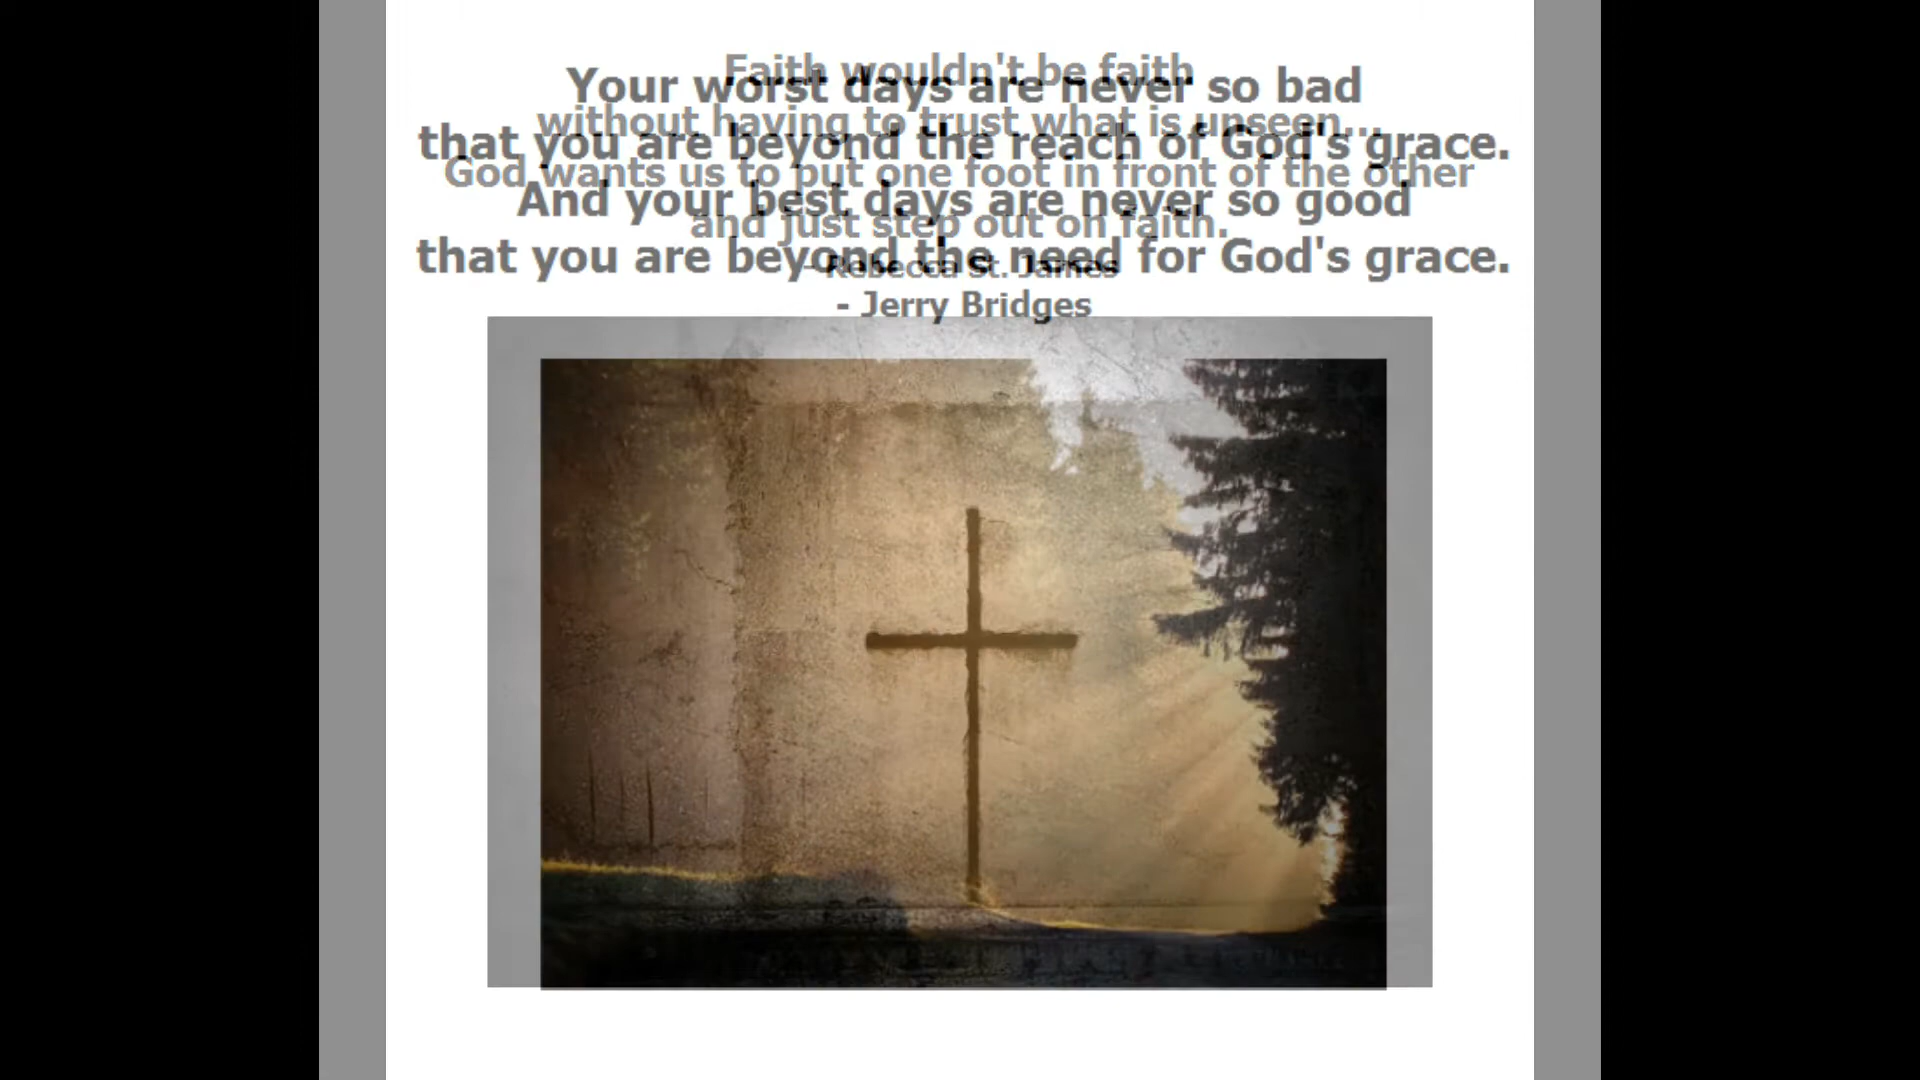 Faith wouldn't be faith
without having to trust what is unseen...
God wants us to put one foot in front of the other
and just step out on faith.
- Rebecca St. James
Your worst days are never so bad
that you are beyond the reach of God's grace.
And your best days are never so good
that you are beyond the need for God's grace.
- Jerry Bridges